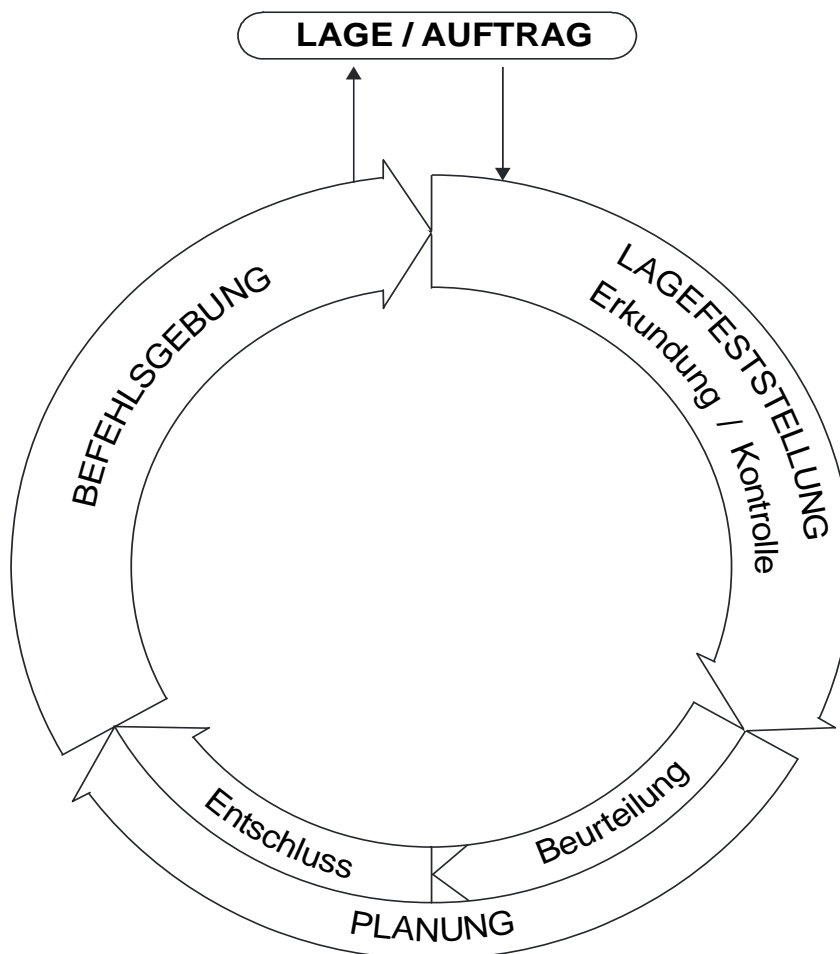 LAGE / AUFTRAG
LAGEFESTSTELLUNG
Erkundung / Kontrolle
Beurteilung
Entschluss
PLANUNG
BEFEHLSGEBUNG